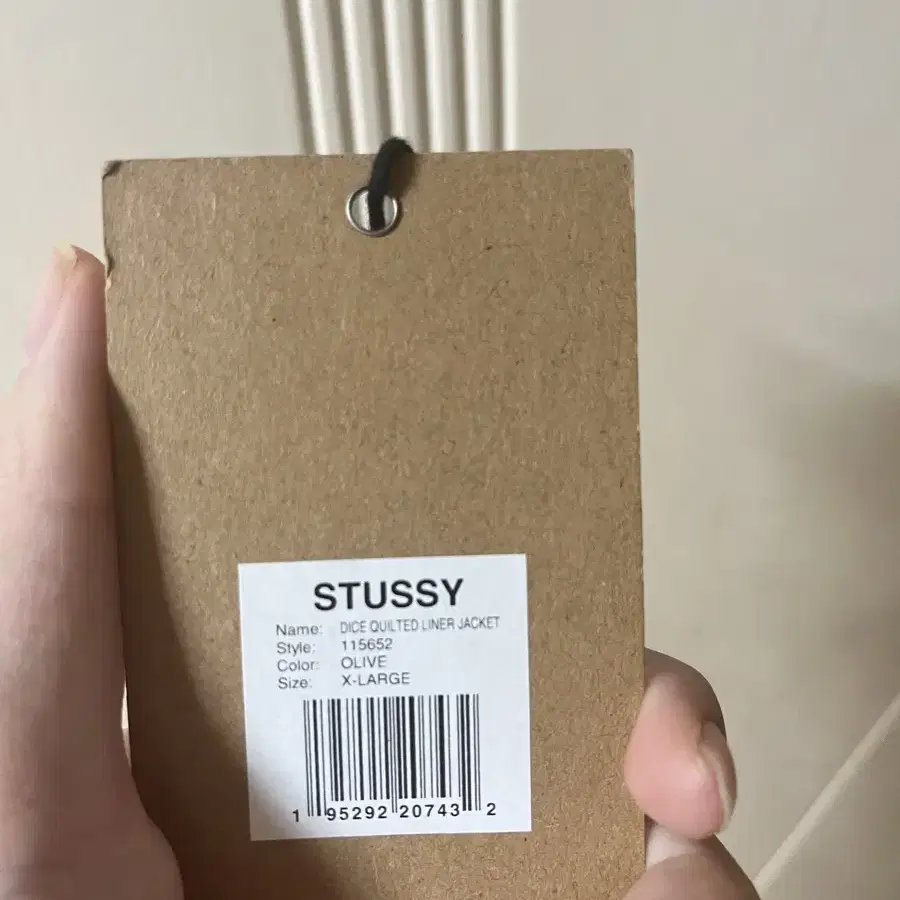 STUSSY
Name: DICE QUILTED LINER JACKET
Style: 115652
Color: OLIVE
Size: X-LARGE
1 95292 20743 2